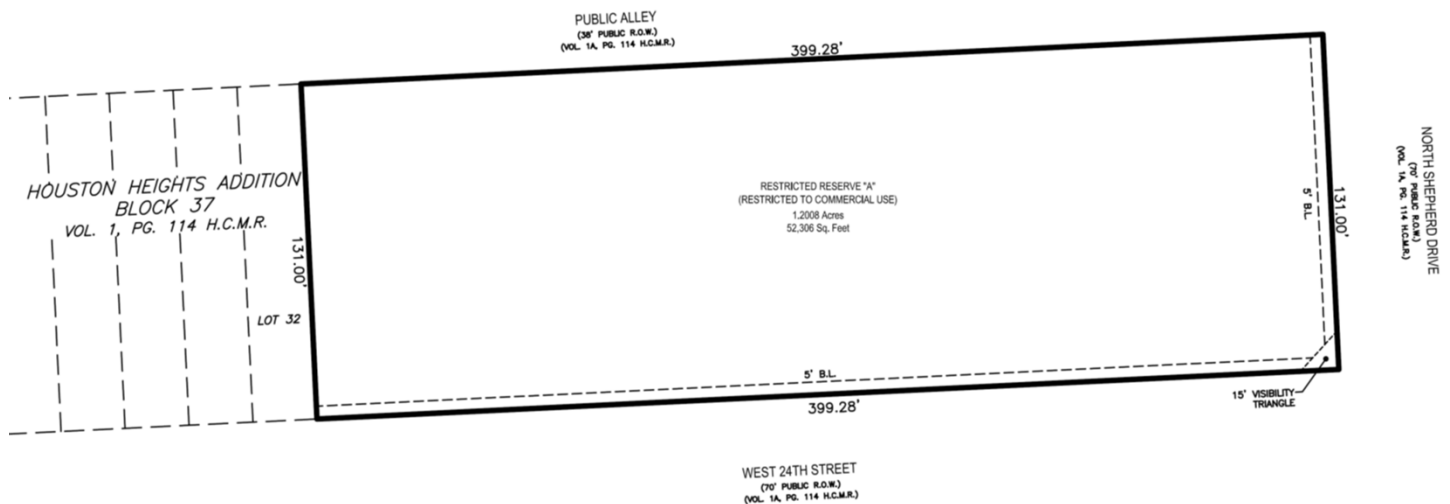 PUBLIC ALLEY
(38' PUBLIC R.O.W.)
(VOL. 1A, PG. 114 H.C.M.R.)
399.28'
HOUSTON HEIGHTS ADDITION
BLOCK 37
VOL. 1, PG. 114 H.C.M.R.
LOT 32
131.00'
RESTRICTED RESERVE "A"
(RESTRICTED TO COMMERCIAL USE)
1.2008 Acres
52,306 Sq. Feet
5' B.L.
131.00'
NORTH SHEPHERD DRIVE
(70' PUBLIC R.O.W.)
(VOL. 1A, PG. 114 H.C.M.R.)
5' B.L.
399.28'
15' VISIBILITY
TRIANGLE
WEST 24TH STREET
(70' PUBLIC R.O.W.)
(VOL. 1A, PG. 114 H.C.M.R.)